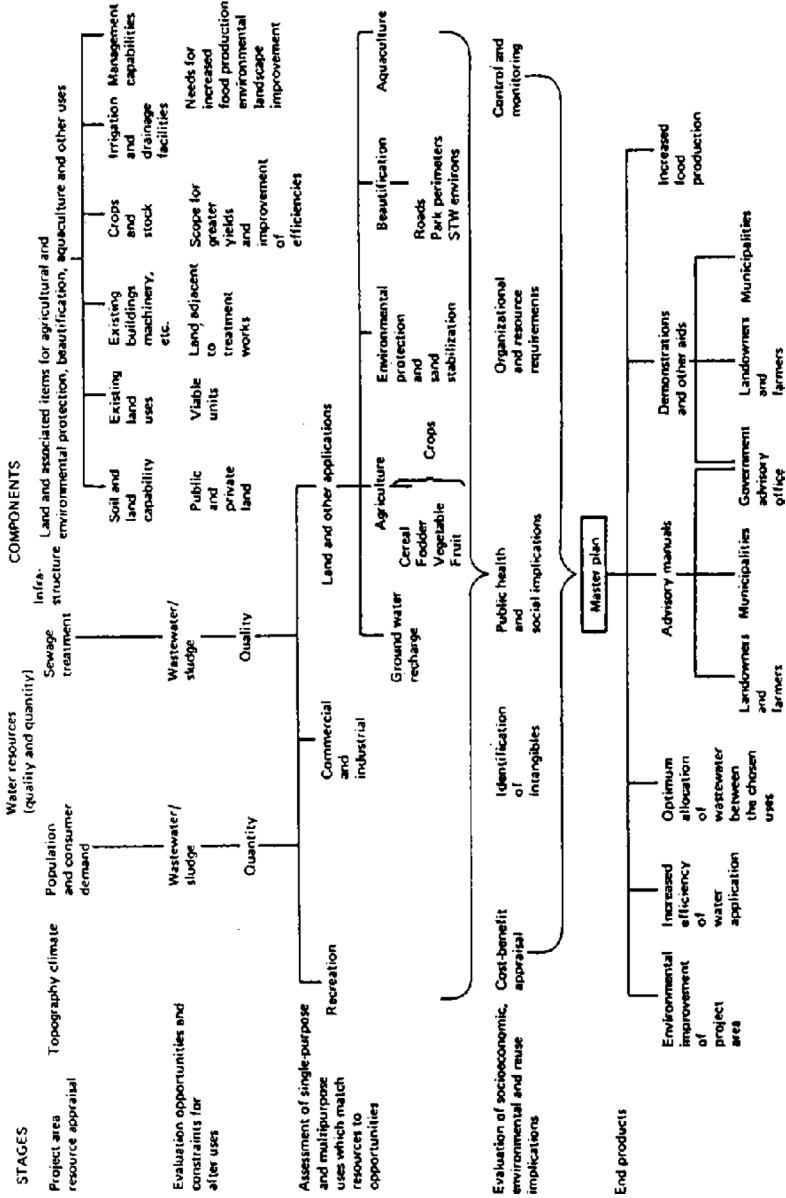 STAGES
COMPONENTS
Project area
resource appraisal
Topography climate
Water resources
(quality and quantity)
Population
and consumer
demand
Sewage
treatment
Infra-
structure
Land and associated items for agricultural and
environmental protection, beautification, aquaculture and other uses
Soil and
land
capability
Existing
land
uses
Existing
buildings
machinery,
etc.
Crops
and
stock
Irrigation
and
drainage
facilities
Management
capabilities
Evaluation opportunities and
constraints for
after uses
Wastewater/
sludge
Wastewater/
sludge
Public
and
private
land
Viable
units
Land adjacent
to
treatment
works
Scope for
greater
yields
and
improvement
of
efficiencies
Needs for
increased
food production
environmental
landscape
improvement
Quantity
Quality
Assessment of single-purpose
and multipurpose
uses which match
resources to
opportunities
Recreation
Commercial
and
industrial
Land and other applications
Ground water
recharge
Agriculture
Cereal
Fodder
Vegetable
Fruit
Crops
Environmental
protection
and
sand
stabilization
Beautification
Roads
Park perimeters
STW environs
Aquaculture
Evaluation of socioeconomic,
environmental and reuse
implications
Cost-benefit
appraisal
Identification
of
Intangibles
Public health
and
social implications
Organizational
and resource
requirements
Control and
monitoring
Master plan
End products
Environmental
improvement
of
project
area
Increased
efficiency
of
water
application
Optimum
allocation
of
wastewater
between
the chosen
uses
Advisory manuals
Landowners
and
farmers
Municipalities
Government
advisory
office
Demonstrations
and other aids
Landowners
and
farmers
Municipalities
Increased
food
production